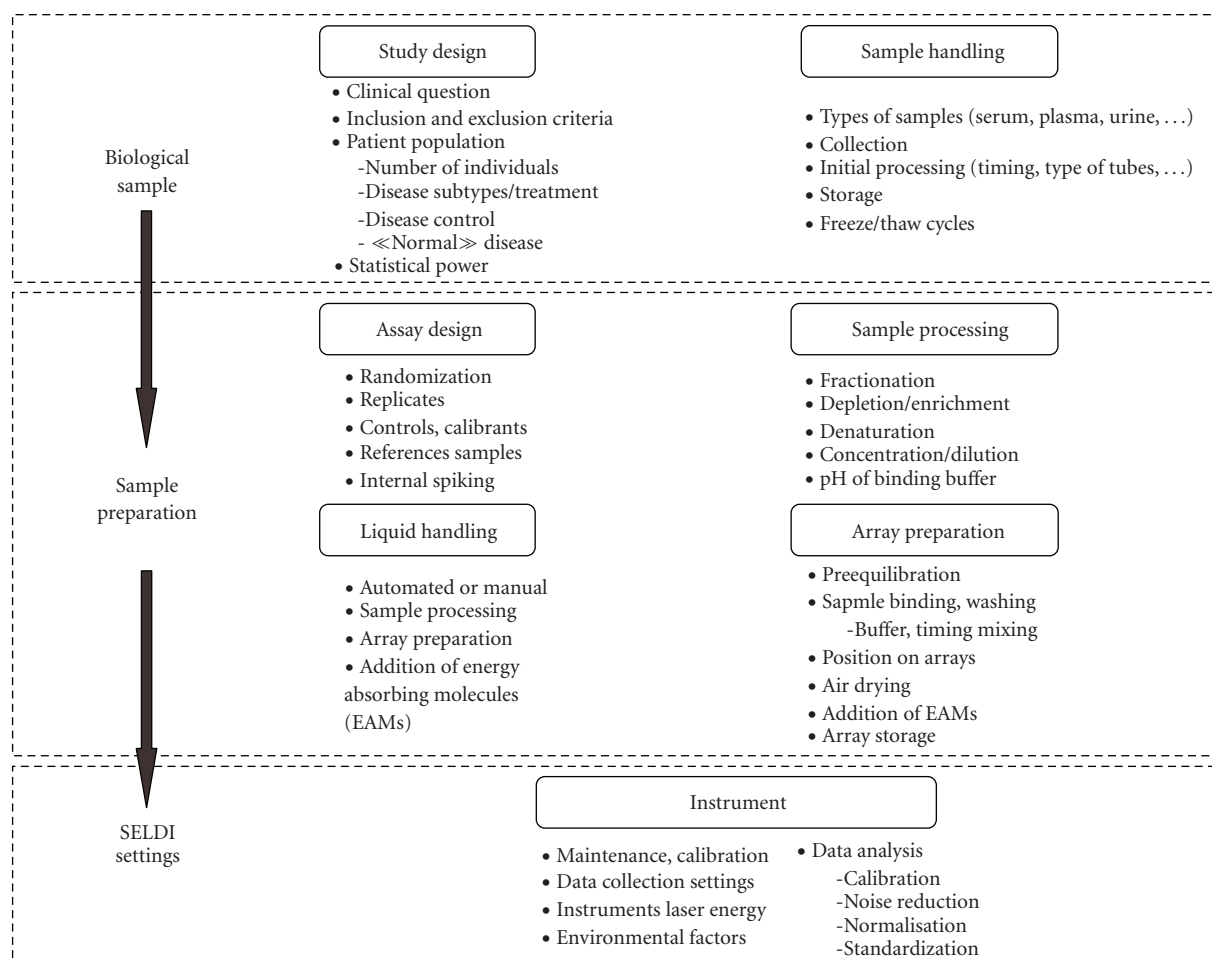 Biological
sample
Study design
• Clinical question
• Inclusion and exclusion criteria
• Patient population
-Number of individuals
-Disease subtypes/treatment
-Disease control
- ≪Normal≫ disease
• Statistical power
Sample handling
• Types of samples (serum, plasma, urine, . . .)
• Collection
• Initial processing (timing, type of tubes, . . .)
• Storage
• Freeze/thaw cycles
Sample
preparation
Assay design
• Randomization
• Replicates
• Controls, calibrants
• References samples
• Internal spiking
Sample processing
• Fractionation
• Depletion/enrichment
• Denaturation
• Concentration/dilution
• pH of binding buffer
Liquid handling
• Automated or manual
• Sample processing
• Array preparation
• Addition of energy
absorbing molecules
(EAMs)
Array preparation
• Preequilibration
• Sapmle binding, washing
-Buffer, timing mixing
• Position on arrays
• Air drying
• Addition of EAMs
• Array storage
SELDI
settings
Instrument
• Maintenance, calibration
• Data collection settings
• Instruments laser energy
• Environmental factors
• Data analysis
-Calibration
-Noise reduction
-Normalisation
-Standardization